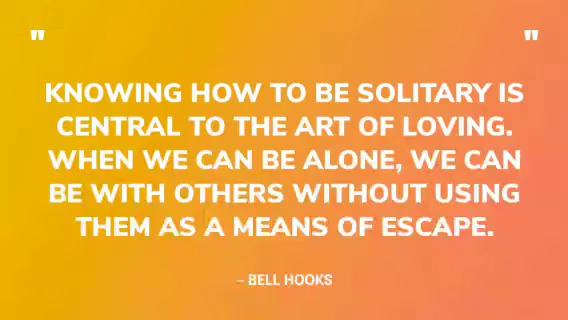 " "
KNOWING HOW TO BE SOLITARY IS
CENTRAL TO THE ART OF LOVING.
WHEN WE CAN BE ALONE, WE CAN
BE WITH OTHERS WITHOUT USING
THEM AS A MEANS OF ESCAPE.
– BELL HOOKS